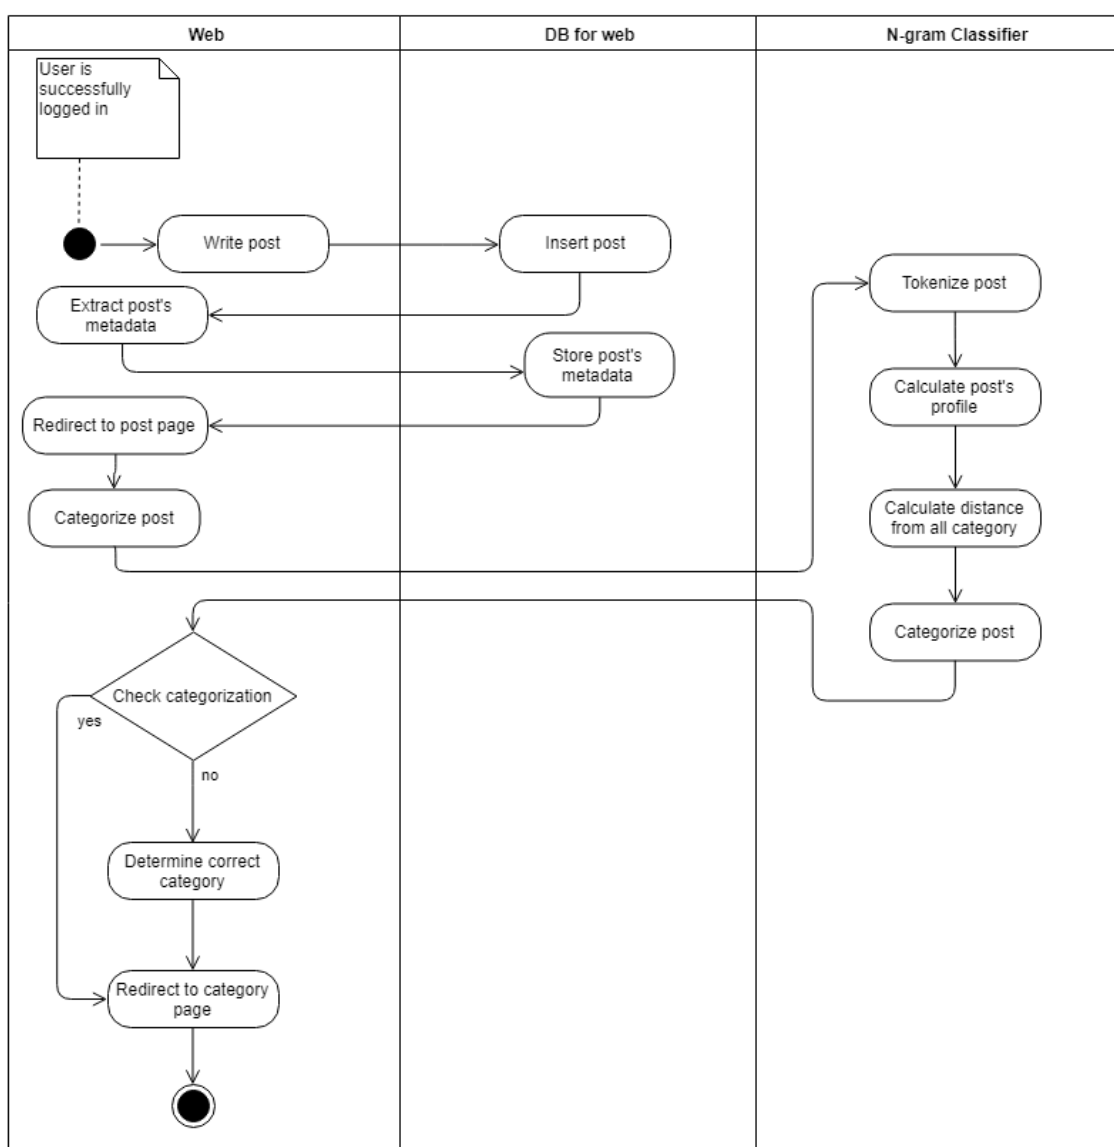 Web
DB for web
N-gram Classifier
User is
successfully
logged in
Write post
Insert post
Tokenize post
Extract post's
metadata
Store post's
metadata
Calculate post's
profile
Redirect to post page
Categorize post
Calculate distance
from all category
Categorize post
Check categorization
yes
no
Determine correct
category
Redirect to category
page